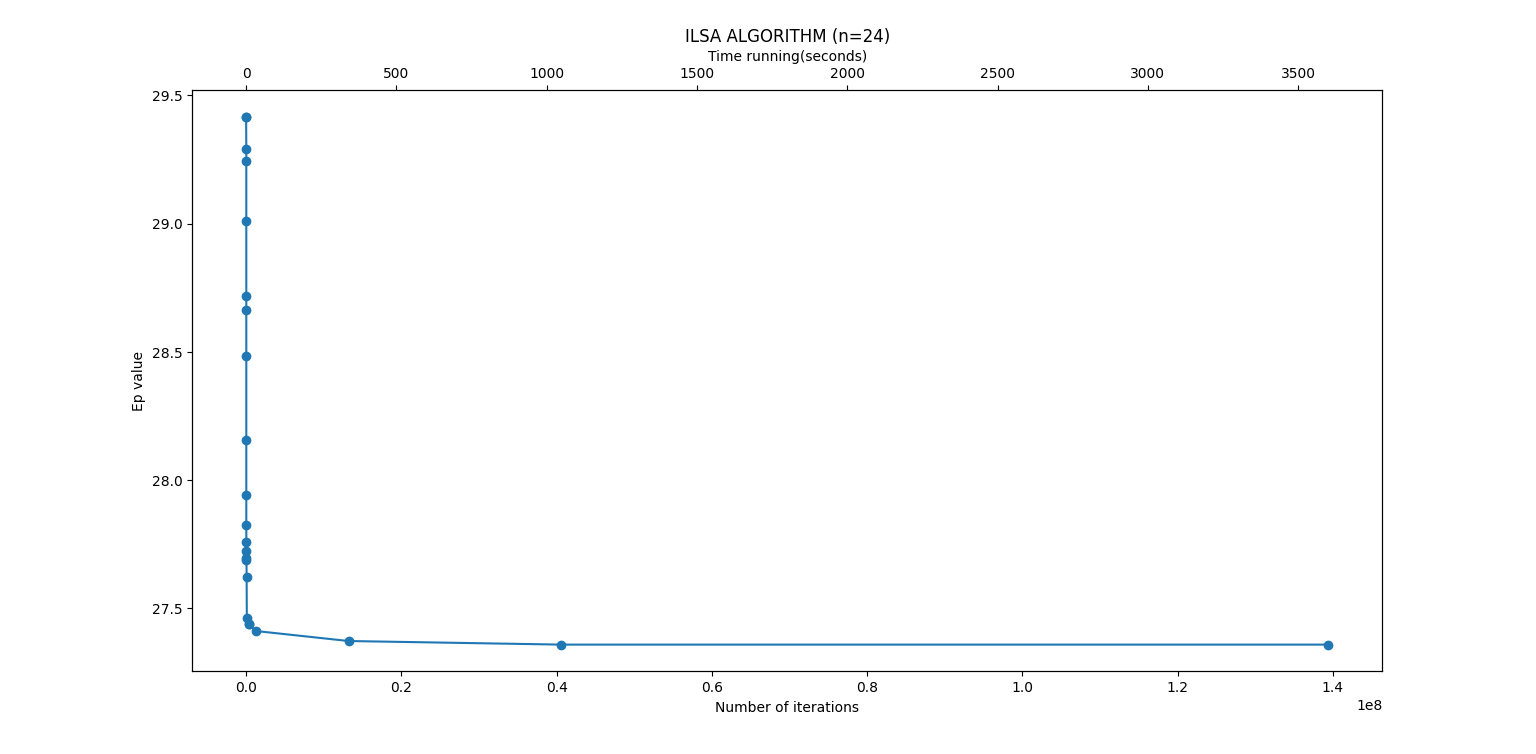 ILSA ALGORITHM (n=24)
Time running(seconds)
0 500 1000 1500 2000 2500 3000 3500
29.5
29.0
28.5
28.0
27.5
Ep value
0.0 0.2 0.4 0.6 0.8 1.0 1.2 1.4
1e8
Number of iterations